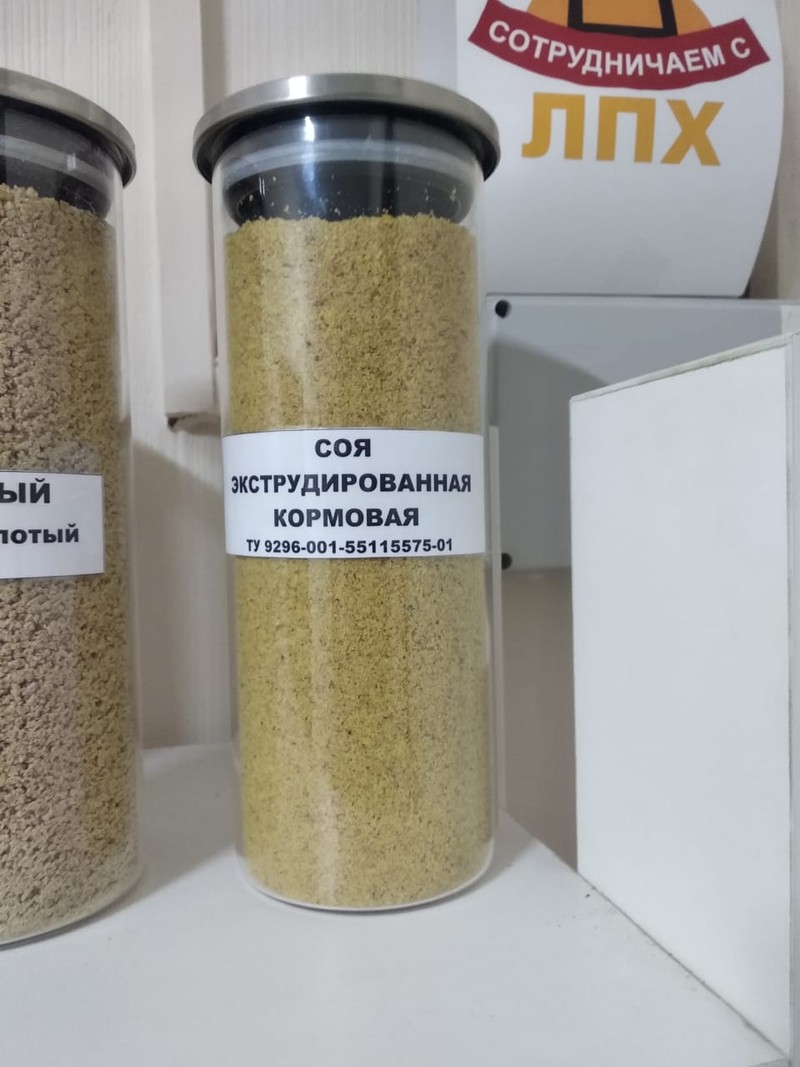 СОТРУДНИЧАЕМ С
ЛПХ
СОЯ
ЭКСТРУДИРОВАННАЯ
КОРМОВАЯ
ТУ 9296-001-55115575-01
ЫЙ
лотый